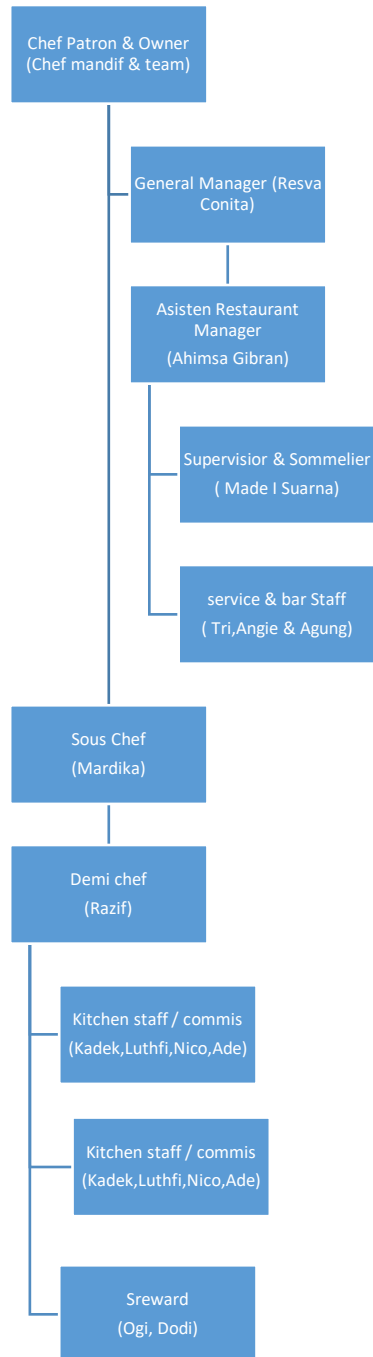 Chef Patron & Owner
(Chef mandif & team)
General Manager (Resva
Conita)
Asisten Restaurant
Manager
(Ahimsa Gibran)
Supervisior & Sommelier
( Made I Suarna)
service & bar Staff
( Tri,Angie & Agung)
Sous Chef
(Mardika)
Demi chef
(Razif)
Kitchen staff / commis
(Kadek,Luthfi,Nico,Ade)
Kitchen staff / commis
(Kadek,Luthfi,Nico,Ade)
Sreward
(Ogi, Dodi)